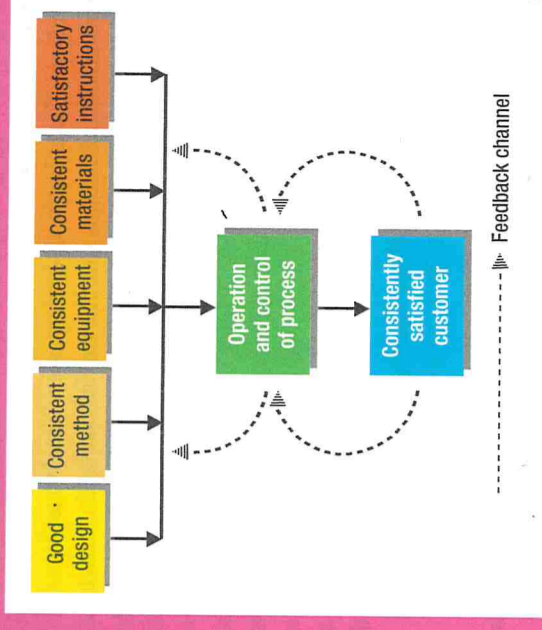 Good
design
Consistent
method
Consistent
equipment
Consistent
materials
Satisfactory
instructions
Operation
and control
of process
Consistently
satisfied
customer
Feedback channel